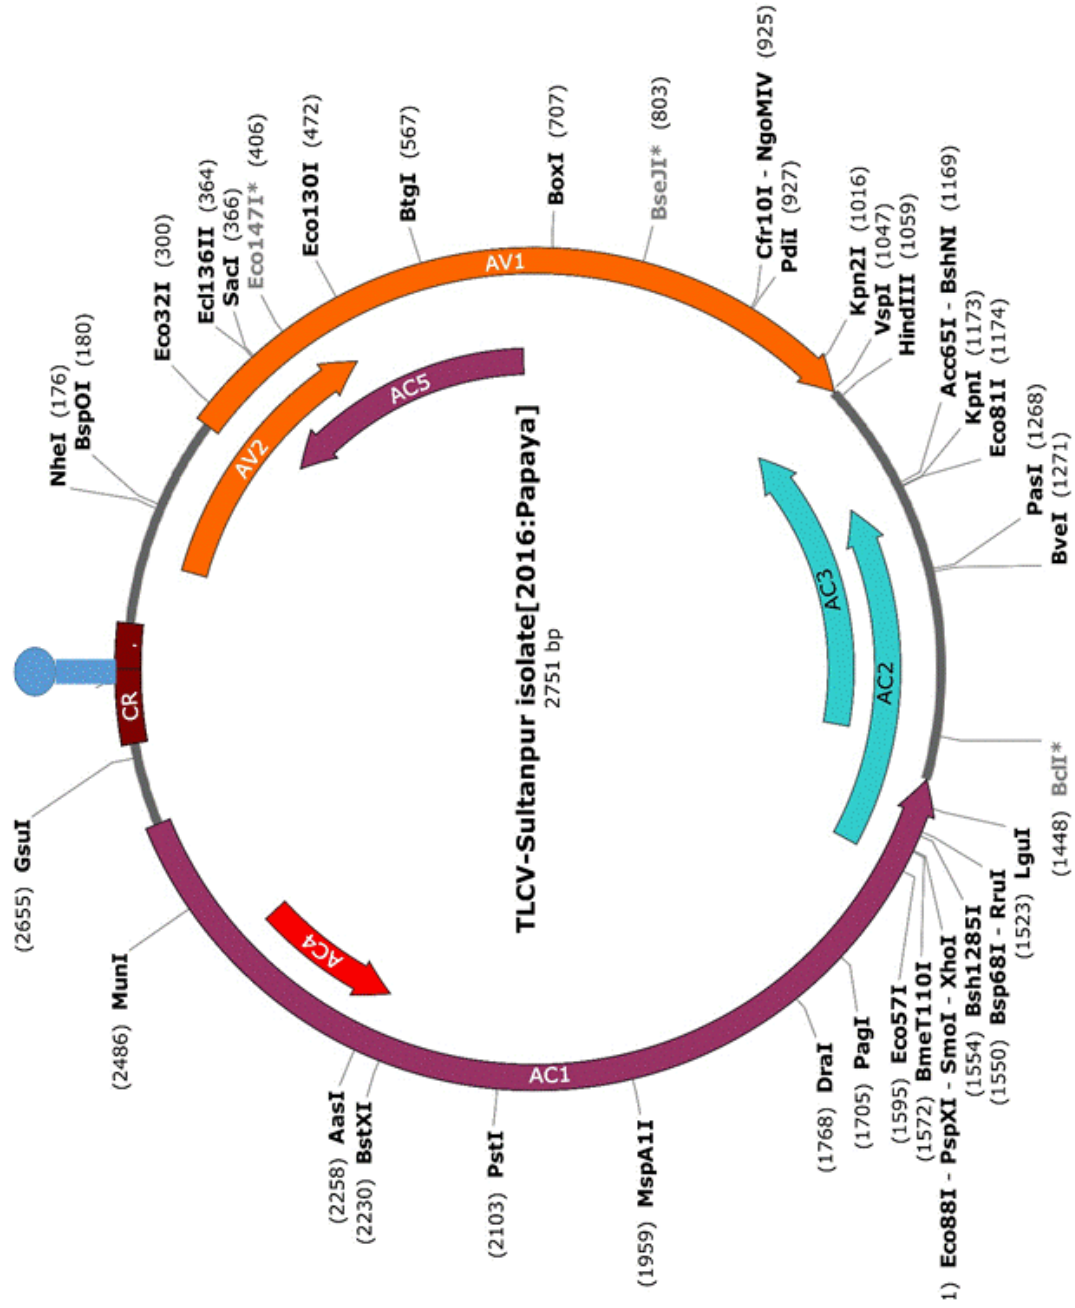 NheI (176)
BspOI (180)
Eco32I (300)
Ecl136II (364)
SacI (366)
Eco147I* (406)
Eco130I (472)
BtgI (567)
BoxI (707)
BseJI* (803)
Cfr10I - NgoMIV (925)
PdiI (927)
Kpn2I (1016)
VspI (1047)
HindIII (1059)
Acc65I - BshNI (1169)
KpnI (1173)
Eco81I (1174)
PasI (1268)
BveI (1271)
(1448) BclI*
(1523) LguI
(1550) Bsp68I - RruI
(1554) Bsh1285I
1) Eco88I - PspXI - SmoI - XhoI
(1572) BmeT110I
(1595) Eco57I
(1705) PagI
(1768) DraI
(1959) MspA1I
(2103) PstI
(2230) BstXI
(2258) AasI
(2486) MunI
(2655) GsuI
CR
AV1
AV2
AC5
AC3
AC2
AC1
AC4
TLCV-Sultanpur isolate[2016:Papaya]
2751 bp